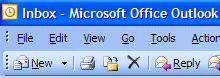 Inbox - Microsoft Office Outlook
File Edit View Go Tools Action
New Reply